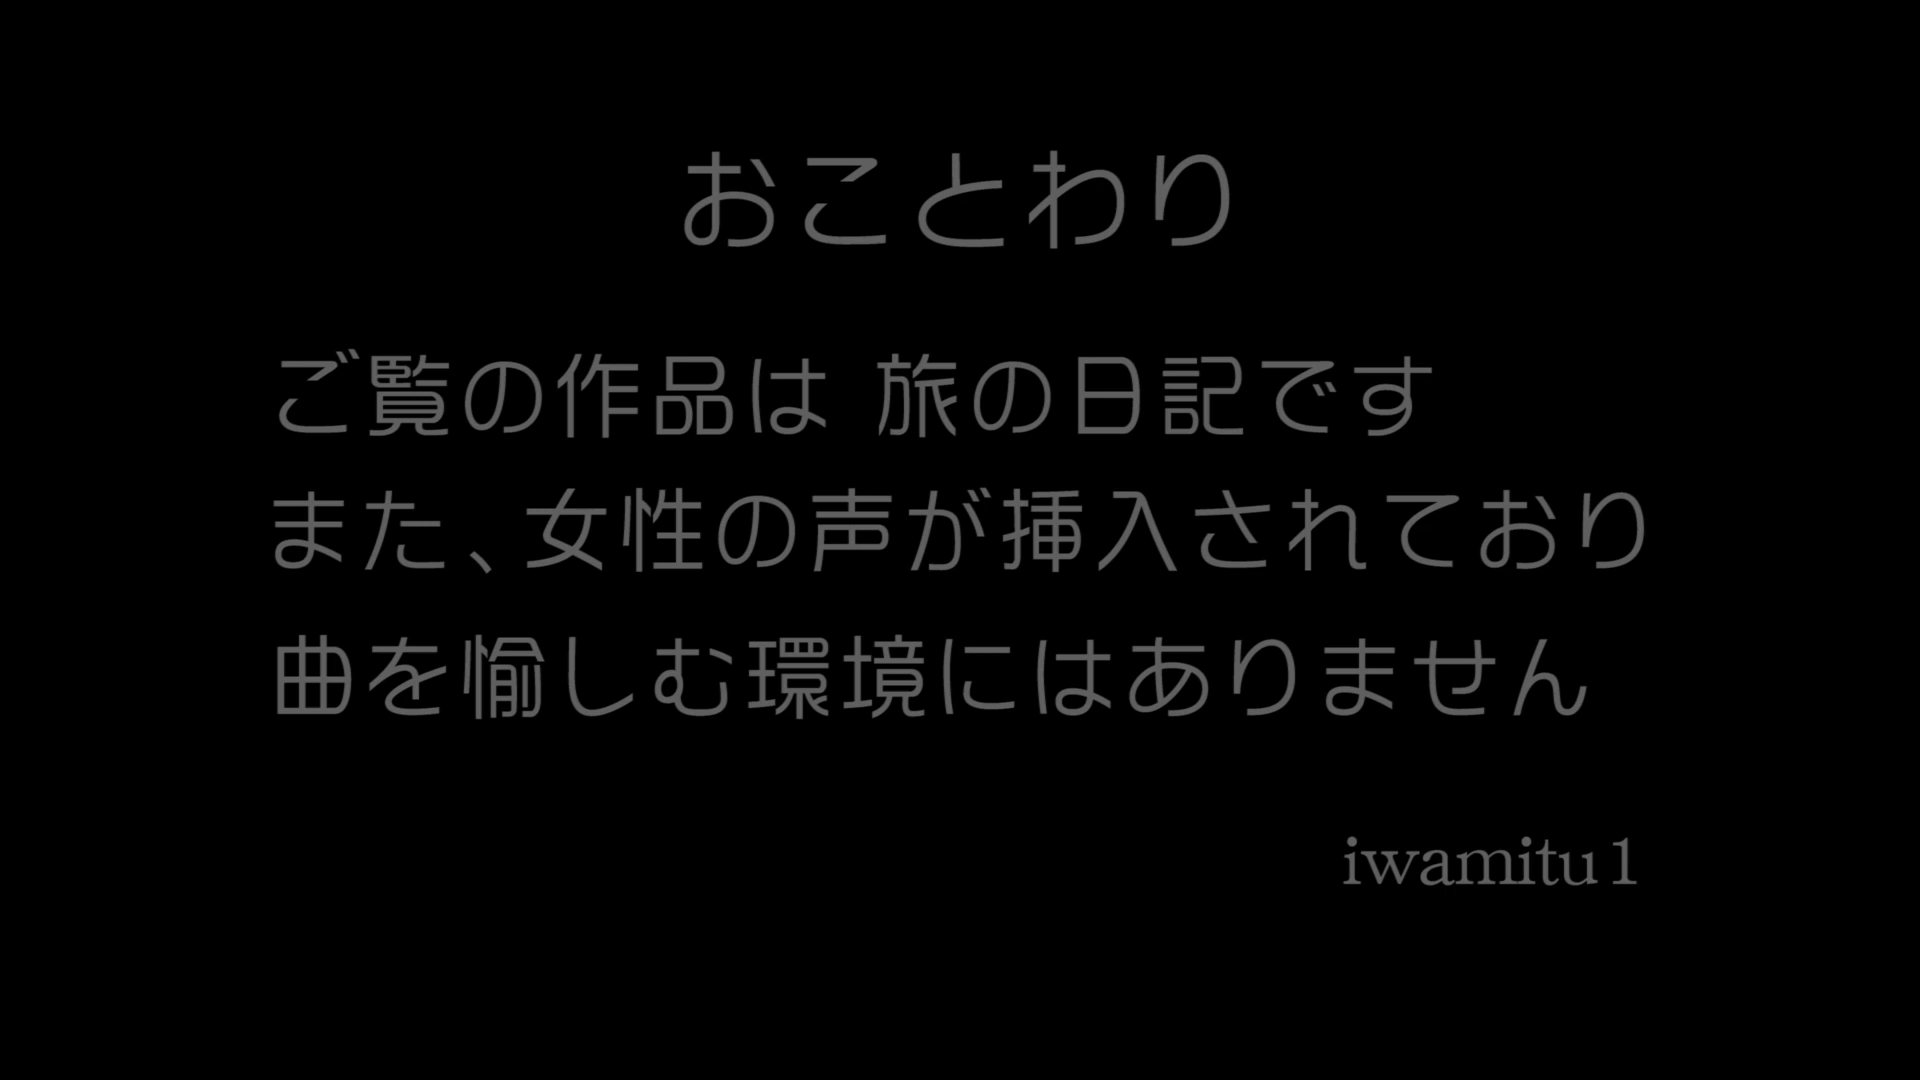 おことわり
ご覧の作品は 旅の日記です
また、女性の声が挿入されており
曲を愉しむ環境にはありません
iwamitu1